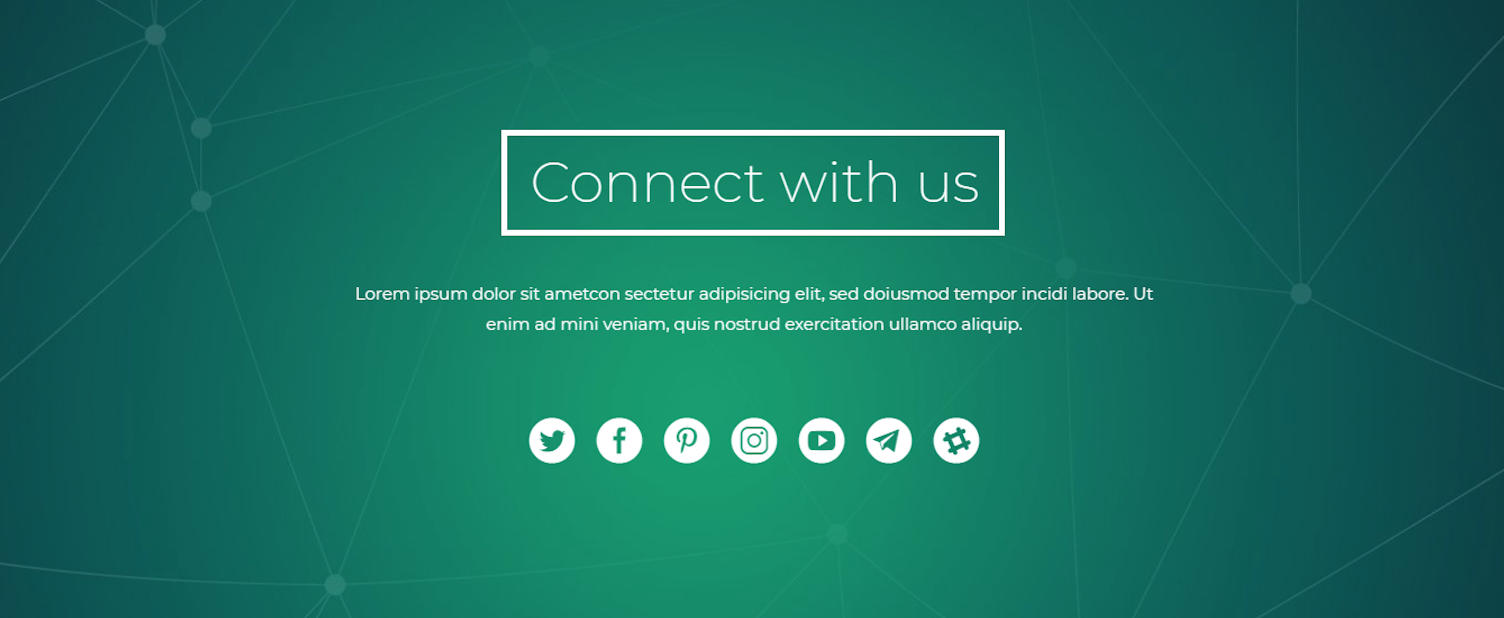 Connect with us
Lorem ipsum dolor sit ametcon sectetur adipisicing elit, sed doiusmod tempor incidi labore. Ut
enim ad mini veniam, quis nostrud exercitation ullamco aliquip.